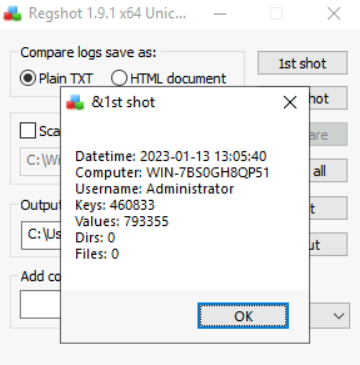 Regshot 1.9.1 x64 Unic...
Compare logs save as:
Plain TXT
HTML document
1st shot
&1st shot
hot
Sca
are
C:\Wi
all
Datetime: 2023-01-13 13:05:40
Computer: WIN-7BS0GH8QP51
Username: Administrator
Keys: 460833
Values: 793355
Dirs: 0
Files: 0
Outpu
t
C:\Us
ut
Add co
OK